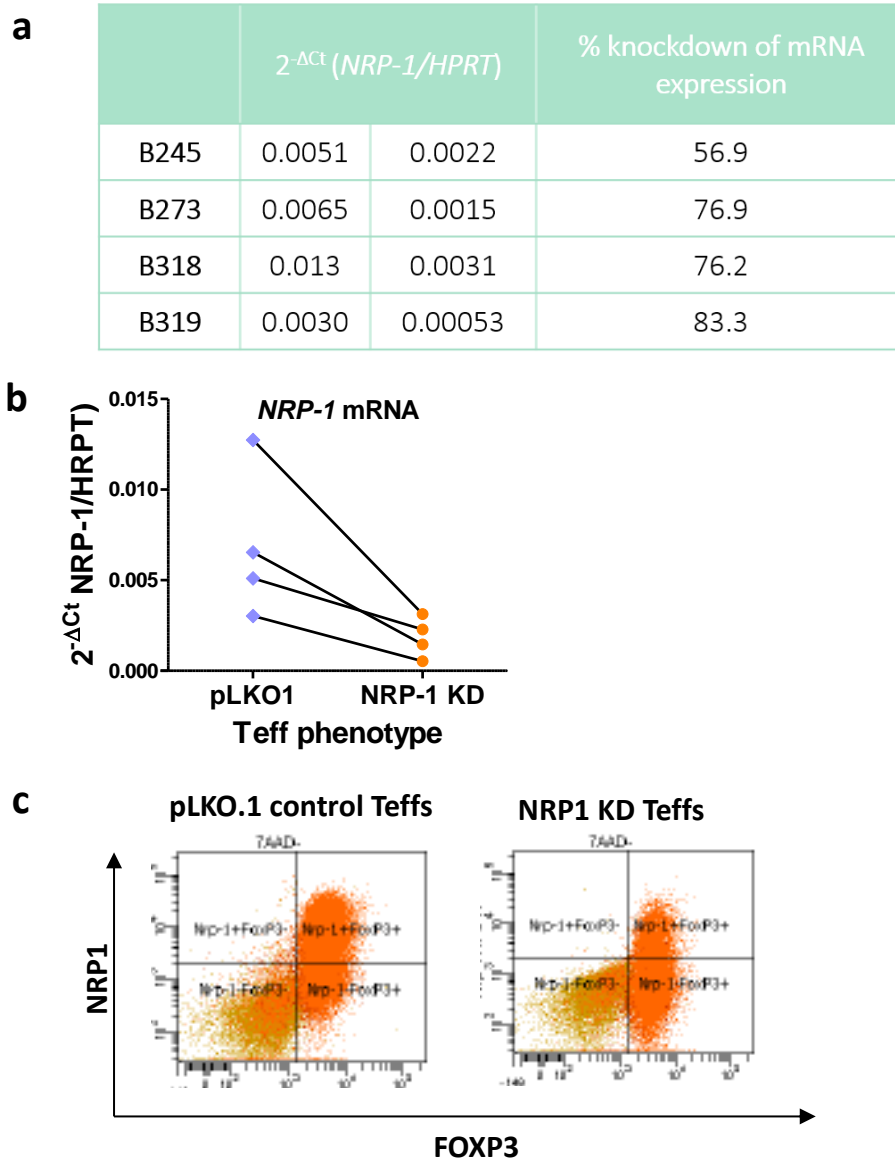 a
2-ΔCt (NRP-1/HPRT)
% knockdown of mRNA
expression
B245 0.0051 0.0022 56.9
B273 0.0065 0.0015 76.9
B318 0.013 0.0031 76.2
B319 0.0030 0.00053 83.3
b
NRP-1 mRNA
2-ΔCt NRP-1/HRPT)
0.015
0.010
0.005
0.000
pLKO1 NRP-1 KD
Teff phenotype
c
pLKO.1 control Teffs
NRP1 KD Teffs
7AAD-
7AAD-
Nrp-1+FoxP3- Nrp-1+FoxP3+
Nrp-1-FoxP3- Nrp-1-FoxP3+
Nrp-1+FoxP3- Nrp-1+FoxP3+
Nrp-1-FoxP3- Nrp-1-FoxP3+
NRP1
FOXP3